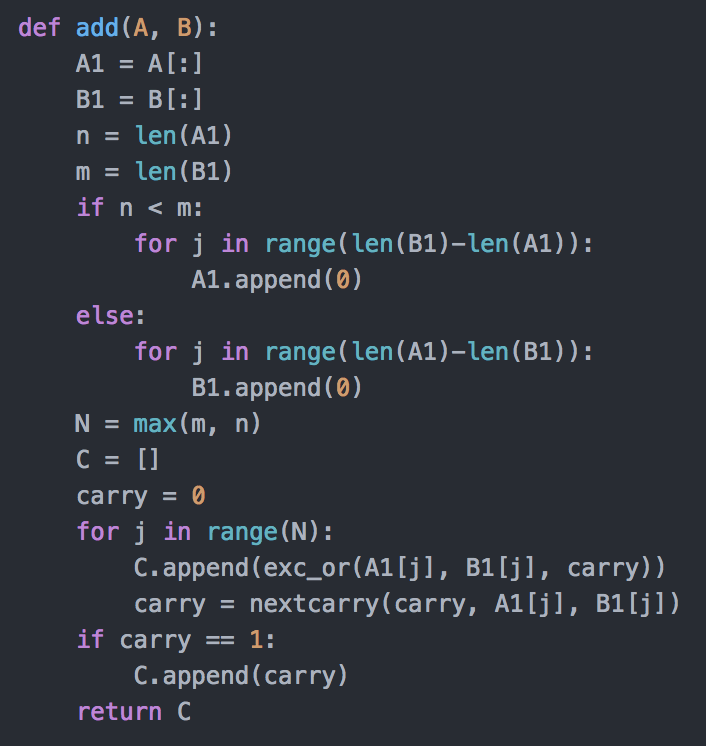 def add(A, B):
    A1 = A[:]
    B1 = B[:]
    n = len(A1)
    m = len(B1)
    if n < m:
        for j in range(len(B1)-len(A1)):
            A1.append(0)
    else:
        for j in range(len(A1)-len(B1)):
            B1.append(0)
    N = max(m, n)
    C = []
    carry = 0
    for j in range(N):
        C.append(exc_or(A1[j], B1[j], carry))
        carry = nextcarry(carry, A1[j], B1[j])
    if carry == 1:
        C.append(carry)
    return C